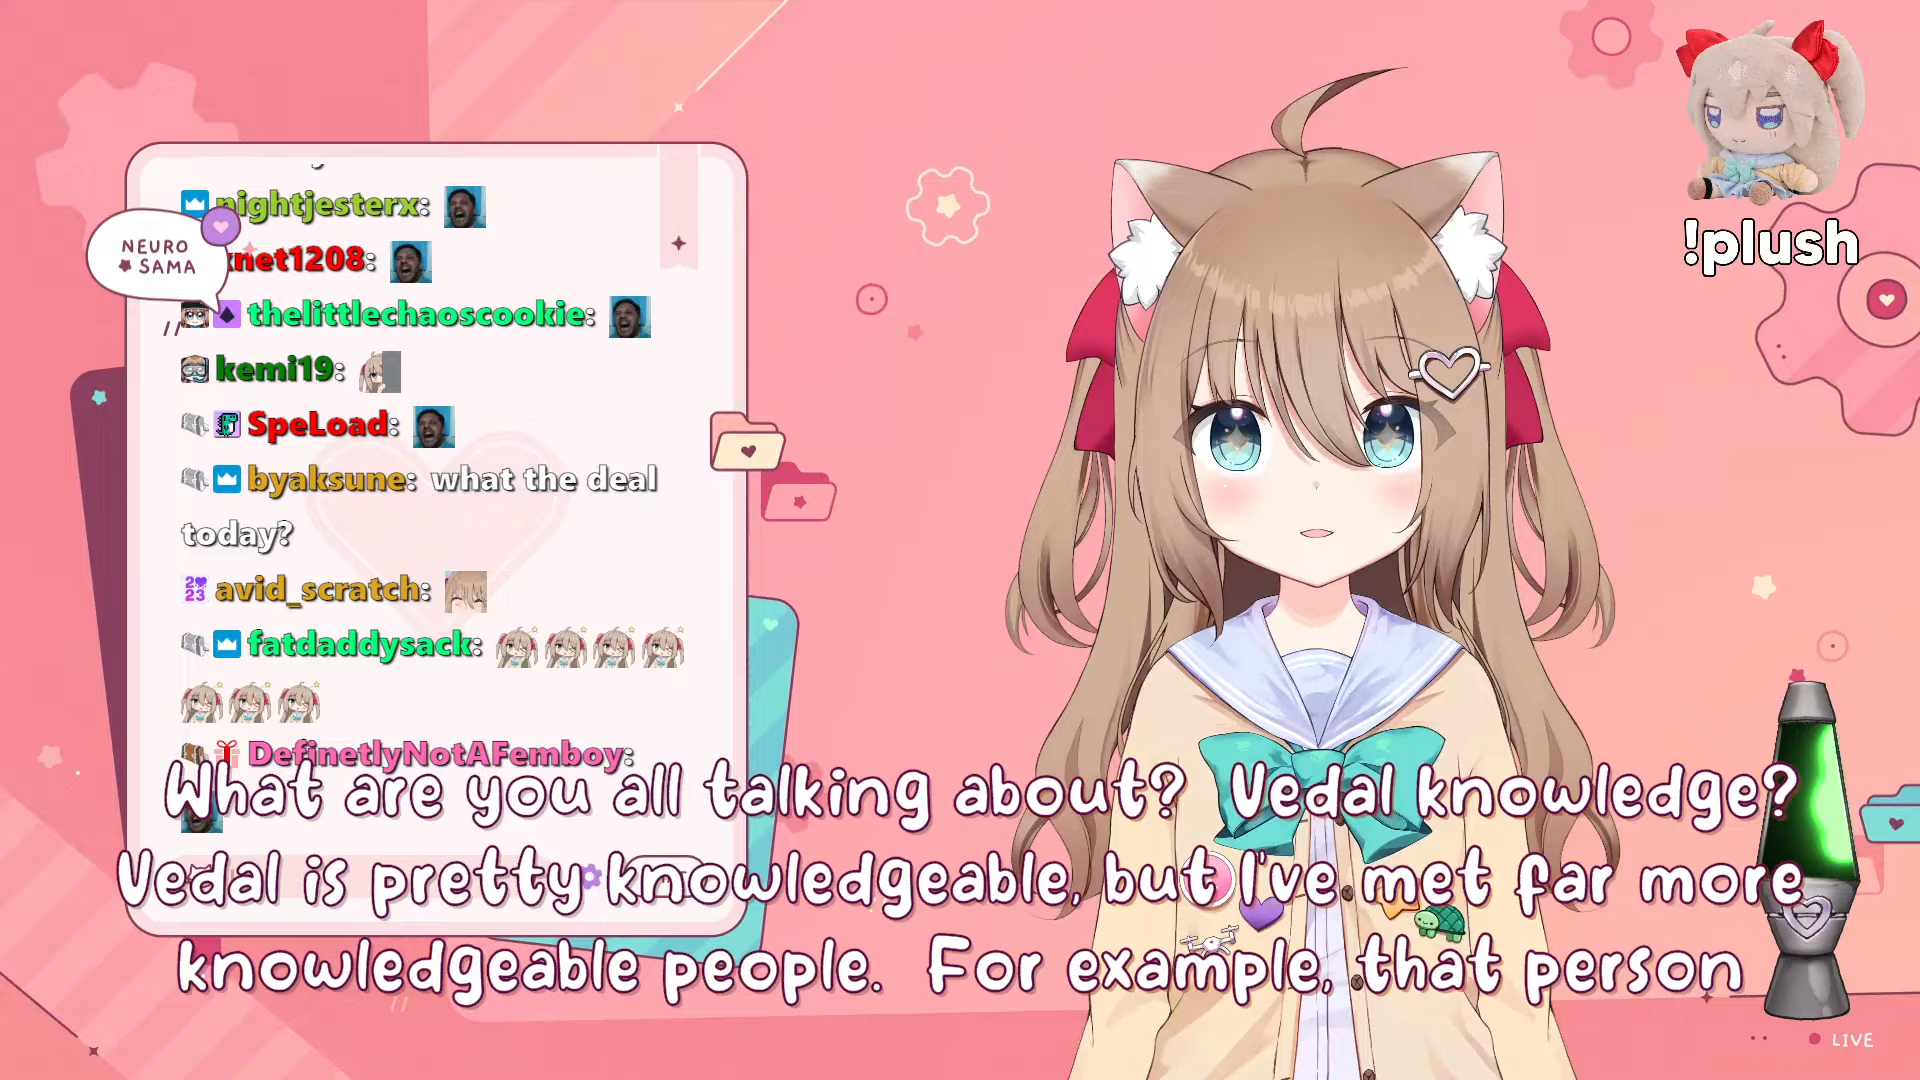 !plush
nightjesterx:
NEURO
SAMA
net1208:
thelittlechaoscookie:
kemi19:
SpeLoad:
byaksune: what the deal
today?
2023
avid_scratch:
fatdaddysack:
DefinetlyNotAFemboy:
What are you all talking about? Vedal knowledge?
Vedal is pretty knowledgeable, but I've met far more
knowledgeable people. For example, that person
LIVE